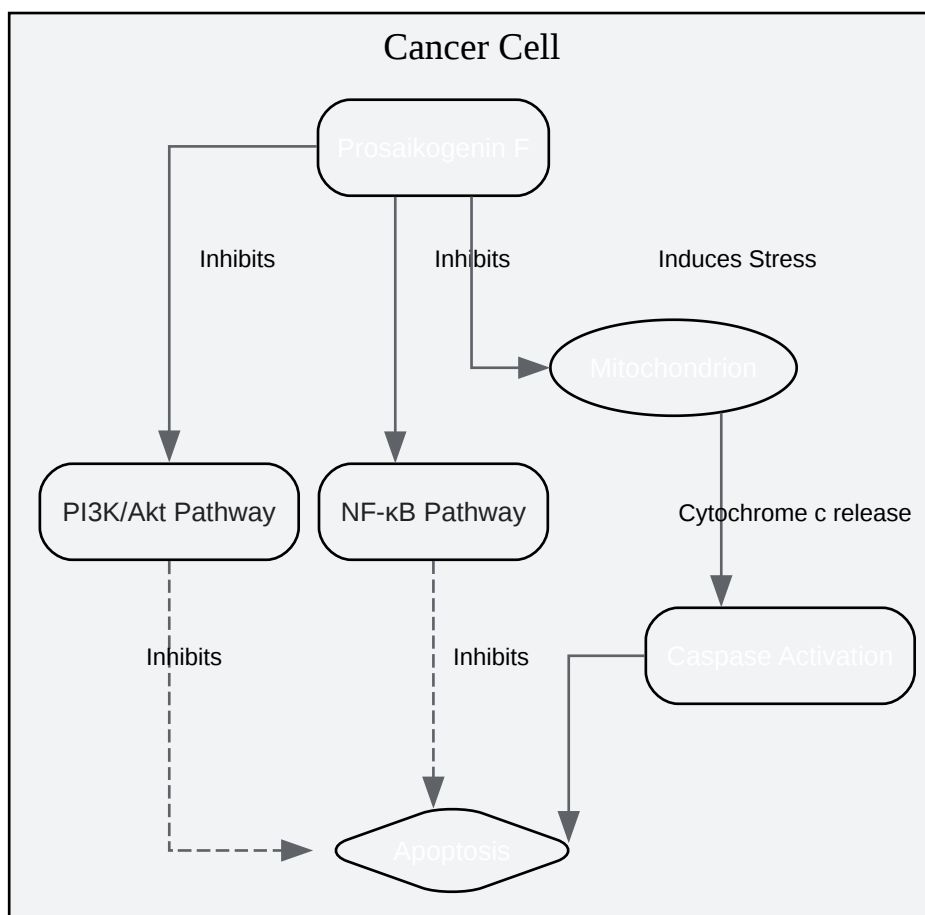 Cancer Cell
Prosaikogenin F
Inhibits
Inhibits
Induces Stress
Mitochondrion
PI3K/Akt Pathway
NF-κB Pathway
Cytochrome c release
Inhibits
Inhibits
Caspase Activation
Apoptosis